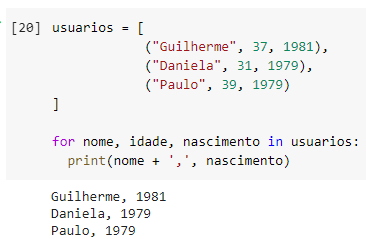 [20] usuarios = [
("Guilherme", 37, 1981),
("Daniela", 31, 1979),
("Paulo", 39, 1979)
]
for nome, idade, nascimento in usuarios:
print(nome + ',', nascimento)
Guilherme, 1981
Daniela, 1979
Paulo, 1979